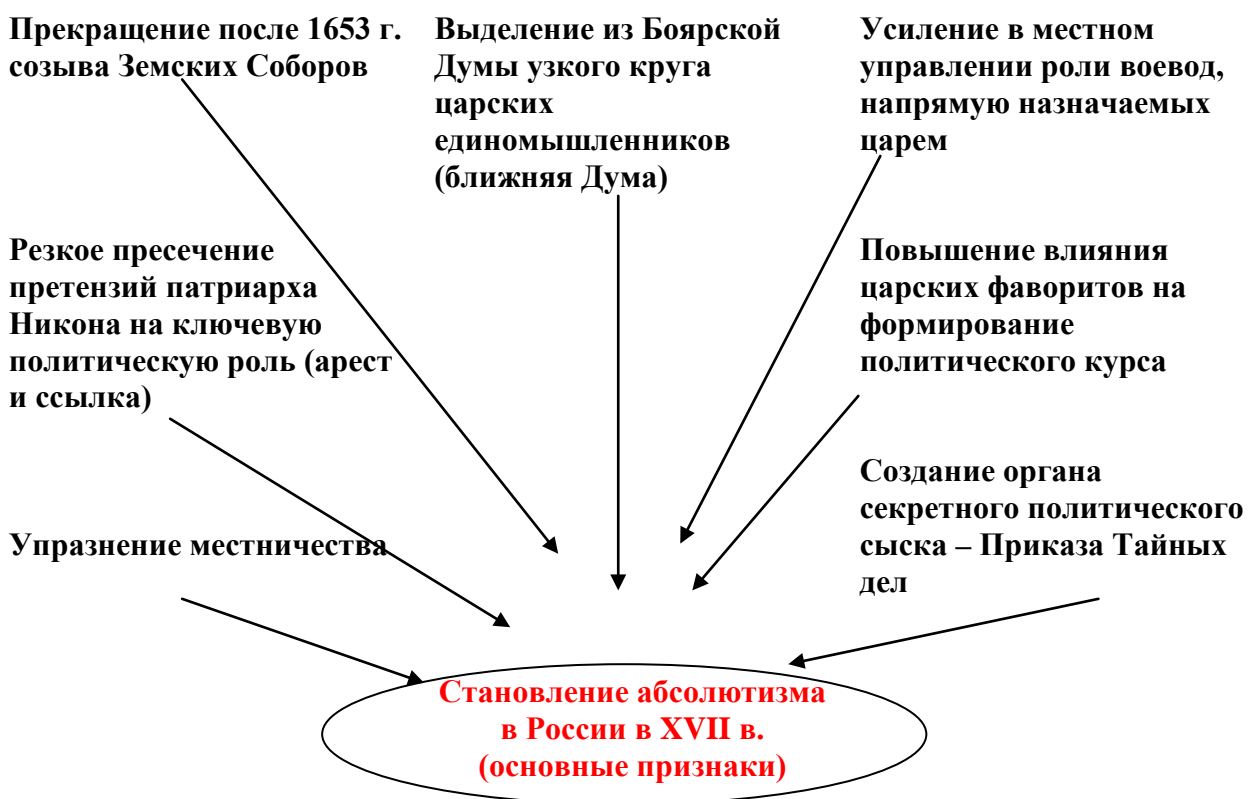 Прекращение после 1653 г.
созыва Земских Соборов
Выделение из Боярской
Думы узкого круга
царских
единомышленников
(ближняя Дума)
Усиление в местном
управлении роли воевод,
напрямую назначаемых
царем
Резкое пресечение
претензий патриарха
Никона на ключевую
политическую роль (арест
и ссылка)
Повышение влияния
царских фаворитов на
формирование
политического курса
Упразнение местничества
Создание органа
секретного политического
сыска – Приказа Тайных
дел
Становление абсолютизма
в России в XVII в.
(основные признаки)